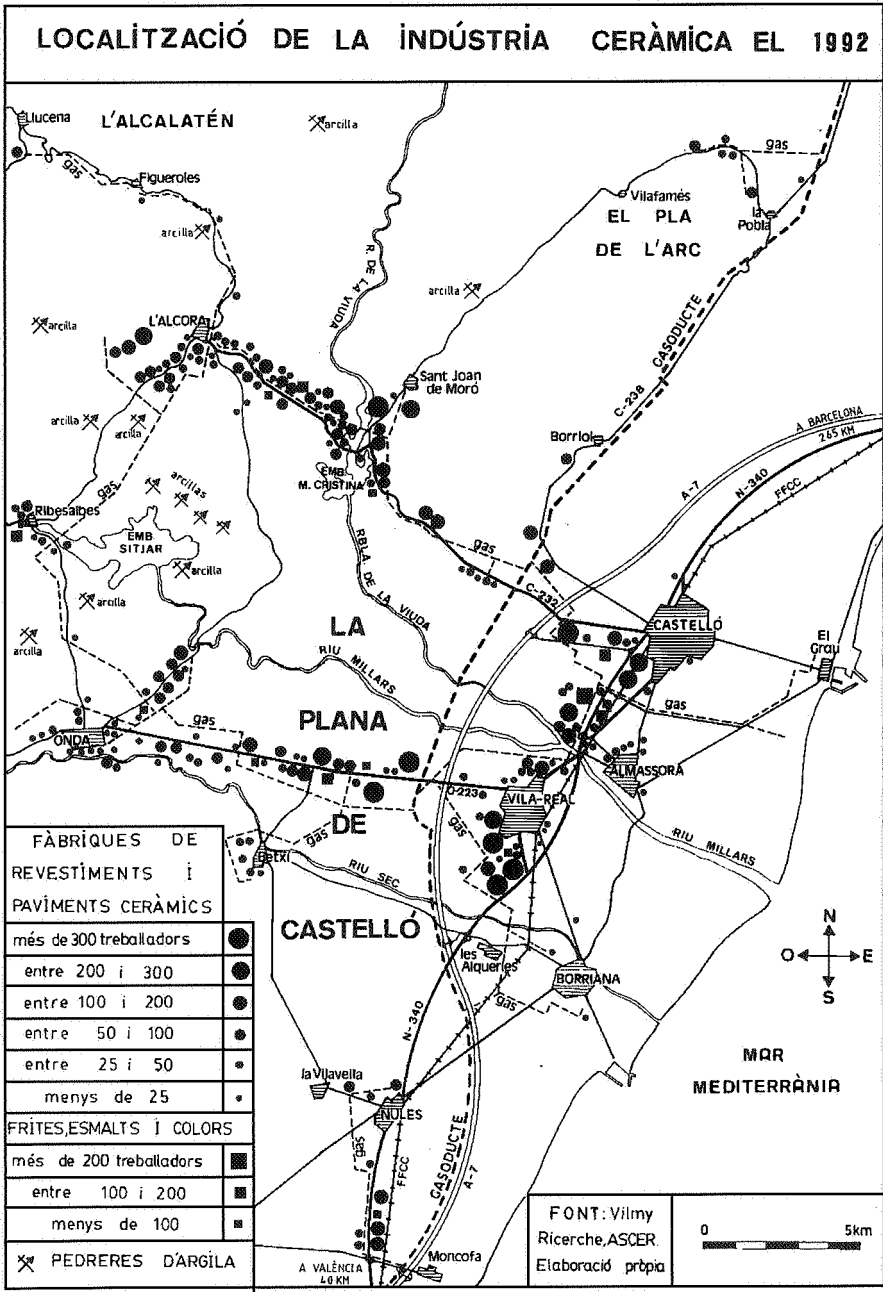 LOCALITZACIÓ DE LA INDÚSTRIA CERÀMICA EL 1992
Llucena
L'ALCALATÉN
arcilla
gas
gas
Figueroles
Vilafamés
la Pobla
EL PLA
DE L'ARC
arcilla
R. DE LA VIUDA
arcilla
arcilla
L'ALCORA
GASODUCTE
C-238
Sant Joan
de Moró
arcilla
arcilla
Borriol
A BARCELONA
265 KM
A-7
N-340
FFCC
gas
arcillas
EMB.
M. CRISTINA
Ribesalbes
EMB.
SITJAR
arcilla
RBLA. DE LA VIUDA
gas
C-232
arcilla
arcilla
LA
CASTELLÓ
El
Grau
RIU MILLARS
gas
gas
PLANA
ONDA
ALMASSORA
C-223
VILA-REAL
gas
DE
gas
Betxí
RIU SEC
RIU MILLARS
CASTELLÓ
les
Alqueries
BORRIANA
gas
N-340
N
O E
S
MAR
MEDITERRÀNIA
la Vilavella
NULES
gas
FFCC
GASODUCTE
A-7
Moncofa
A VALÈNCIA
40 KM
FÀBRIQUES DE
REVESTIMENTS I
PAVIMENTS CERÀMICS
més de 300 treballadors
entre 200 i 300
entre 100 i 200
entre 50 i 100
entre 25 i 50
menys de 25
FRITES, ESMALTS I COLORS
més de 200 treballadors
entre 100 i 200
menys de 100
PEDRERES D'ARGILA
FONT: Vilmy
Ricerche, ASCER.
Elaboració pròpia
0 5km